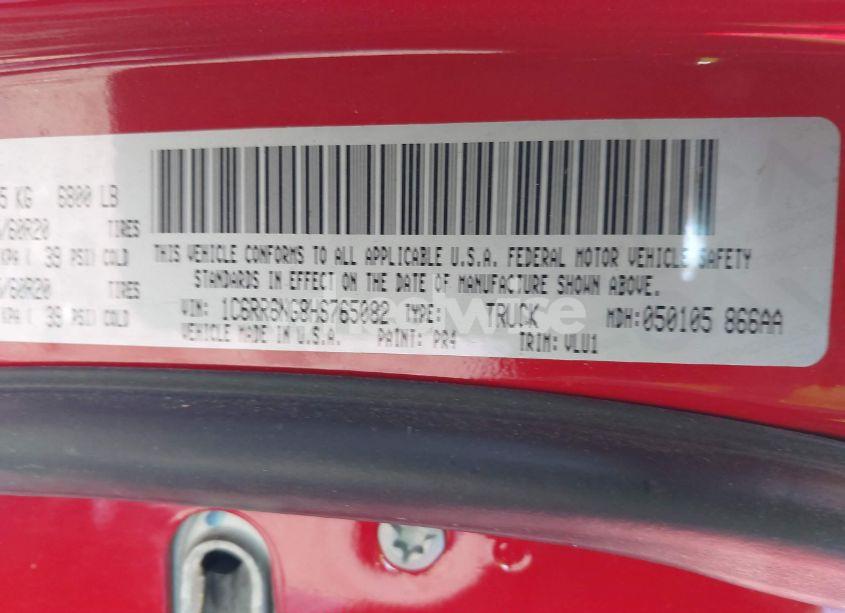 5 KG 6800 LB
/60R20 TIRES
KPA ( 39 PSI) COLD
/60R20
KPA ( 39 PSI) COLD
THIS VEHICLE CONFORMS TO ALL APPLICABLE U.S.A. FEDERAL MOTOR VEHICLE SAFETY
STANDARDS IN EFFECT ON THE DATE OF MANUFACTURE SHOWN ABOVE.
VIN: TYPE: TRUCK MDH: 050105 866AA
VEHICLE MADE IN U.S.A. PAINT: PR4 TRIM: VLU1